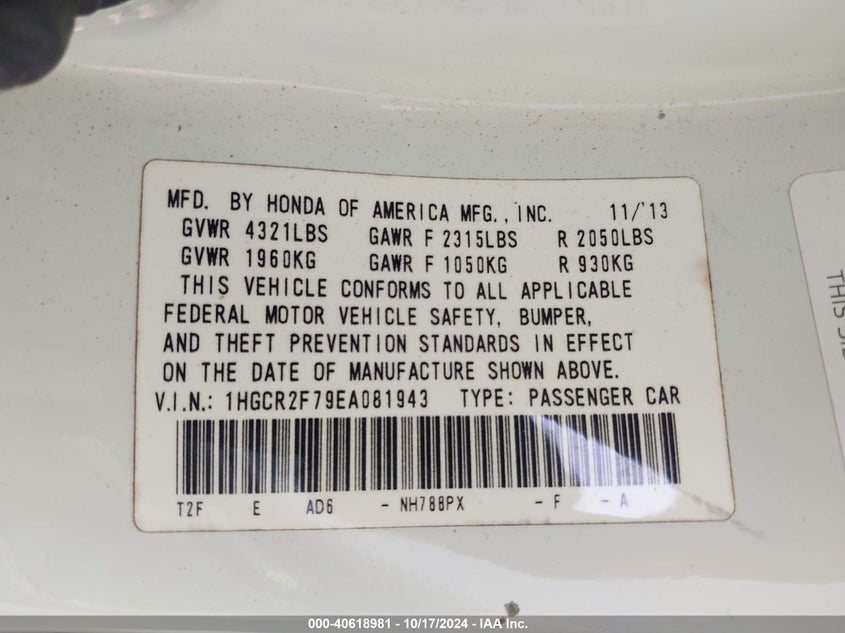 MFD. BY HONDA OF AMERICA MFG., INC. 11/'13
GVWR 4321LBS GAWR F 2315LBS R 2050LBS
GVWR 1960KG GAWR F 1050KG R 930KG
THIS VEHICLE CONFORMS TO ALL APPLICABLE
FEDERAL MOTOR VEHICLE SAFETY, BUMPER,
AND THEFT PREVENTION STANDARDS IN EFFECT
ON THE DATE OF MANUFACTURE SHOWN ABOVE.
V.I.N.: 1HGCR2F79EA081943 TYPE: PASSENGER CAR
T2F E AD6 - NH788PX - F - A
THIS
000-40618981 - 10/17/2024 - IAA Inc.